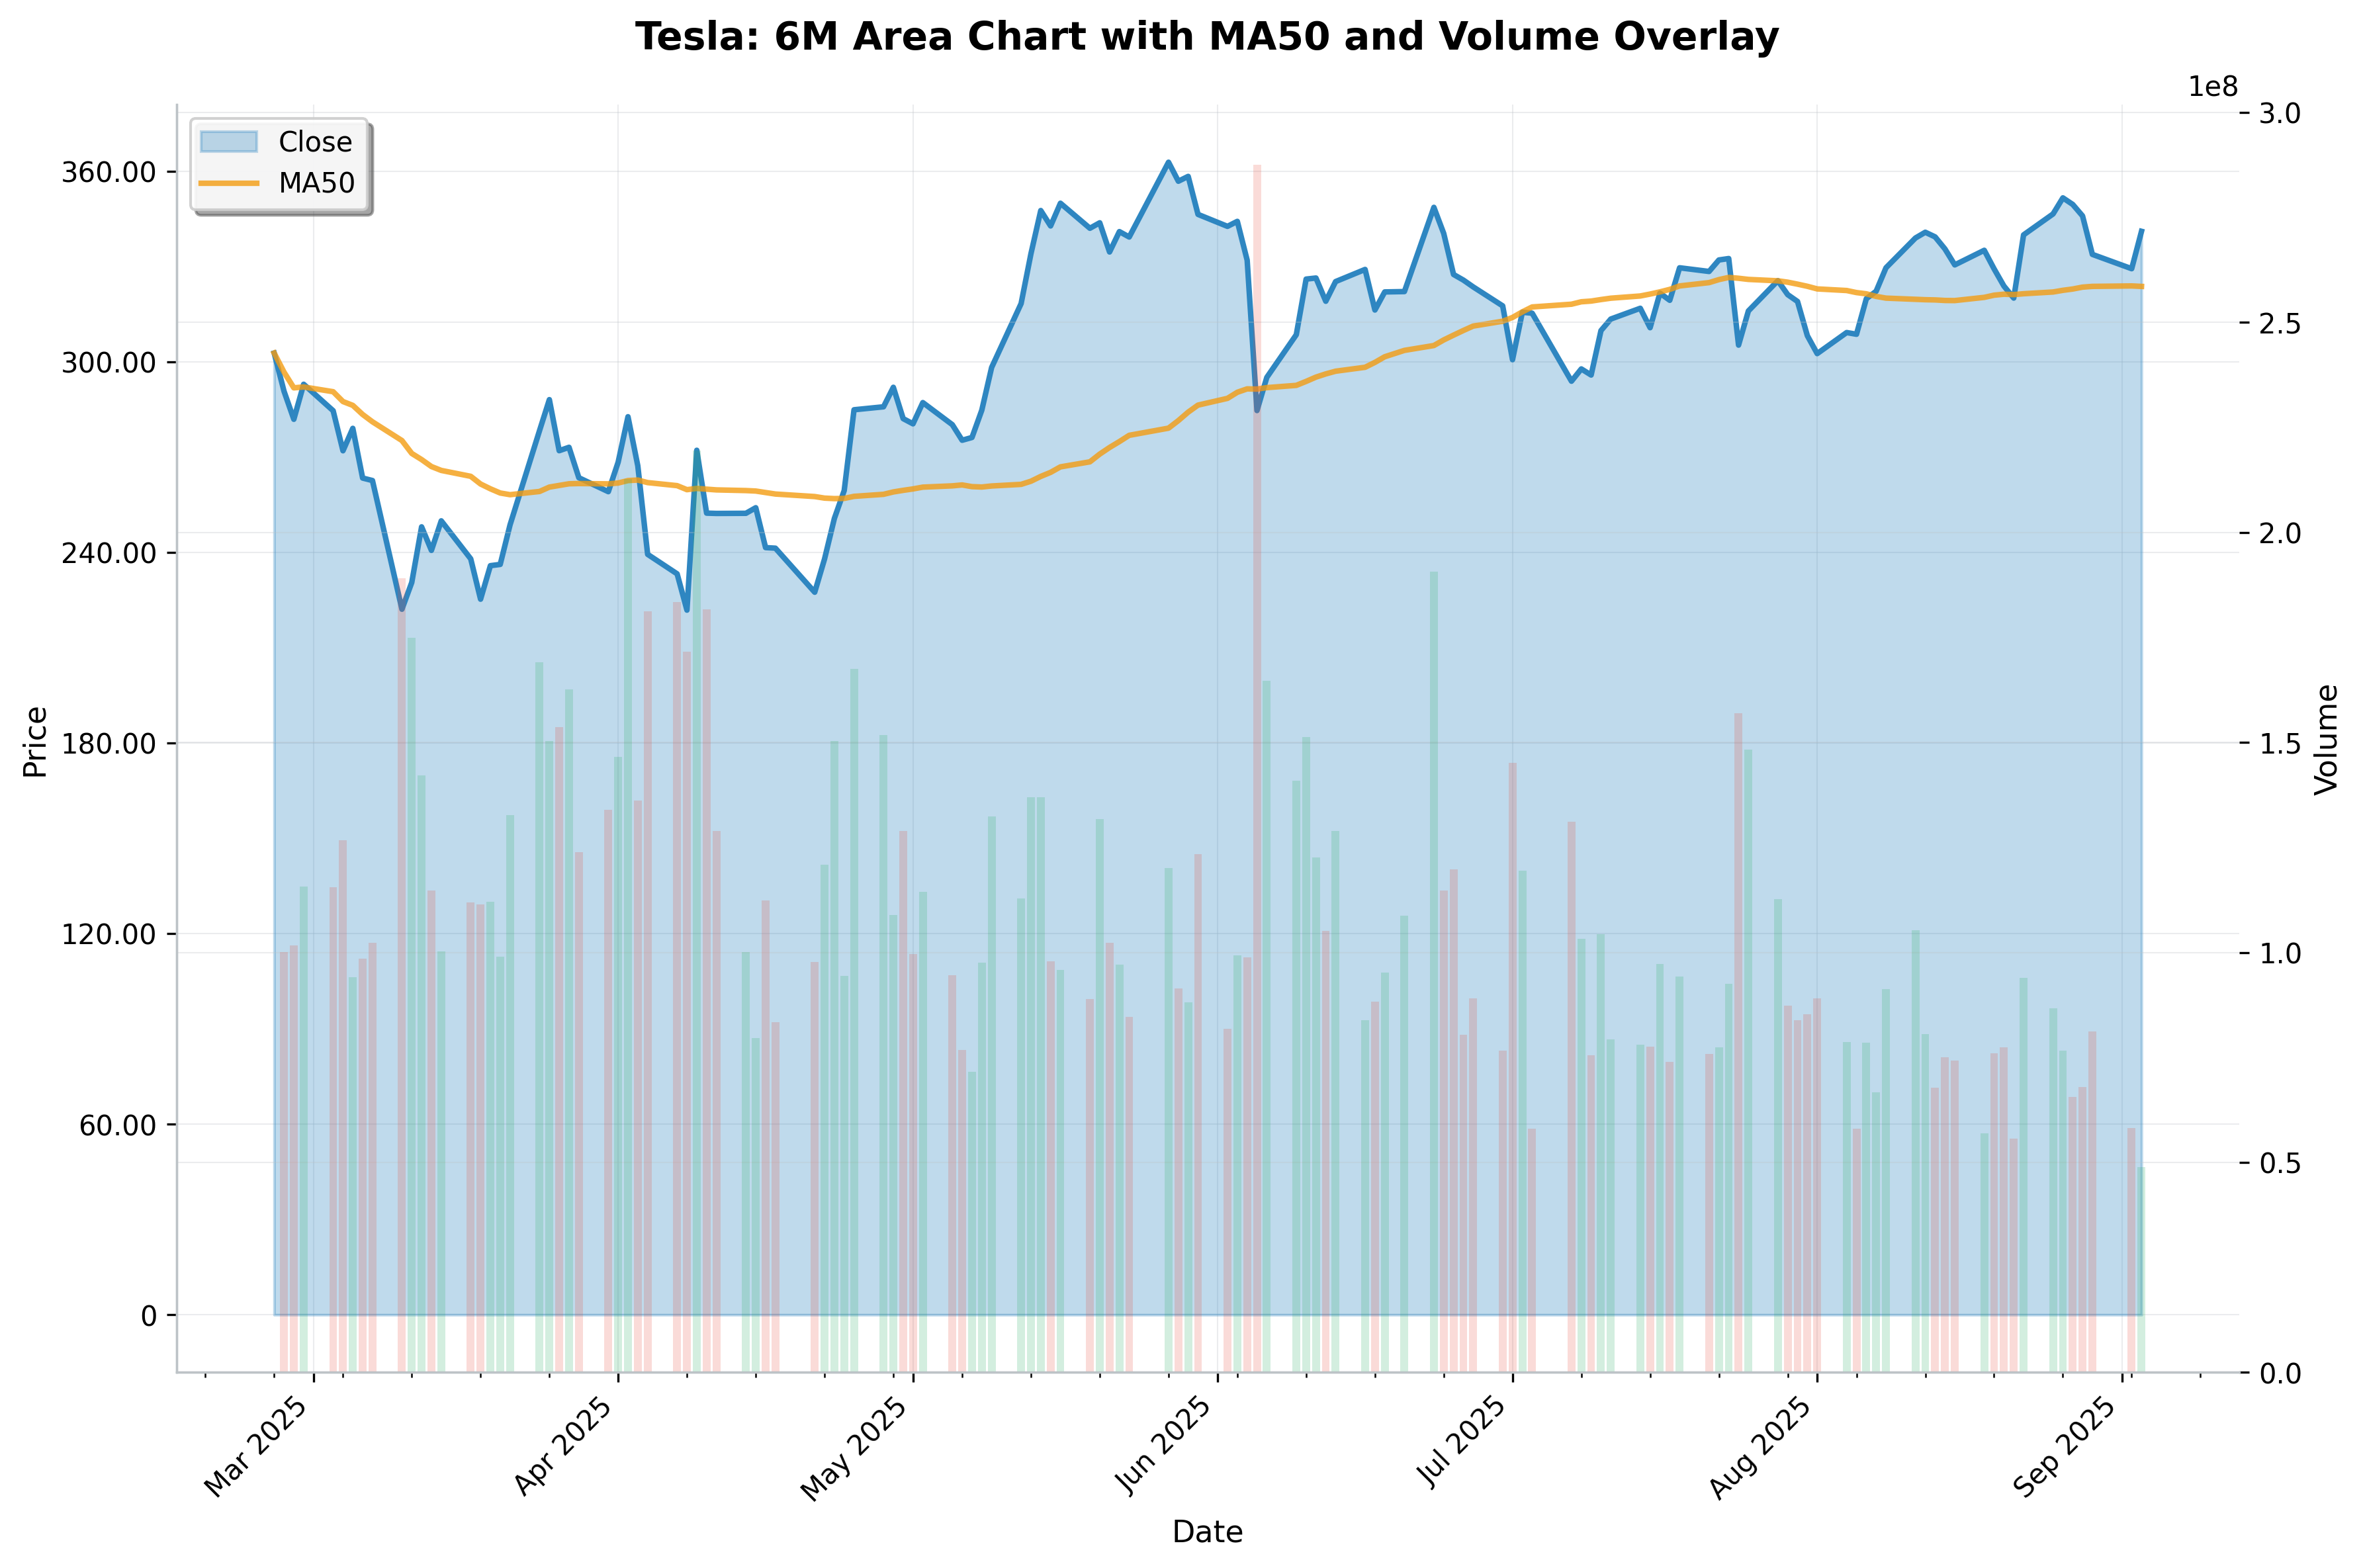 Tesla: 6M Area Chart with MA50 and Volume Overlay
1e8
Close
MA50
360.00
300.00
240.00
180.00
120.00
60.00
0
Price
3.0
2.5
2.0
1.5
1.0
0.5
0.0
Volume
Mar 2025
Apr 2025
May 2025
Jun 2025
Jul 2025
Aug 2025
Sep 2025
Date